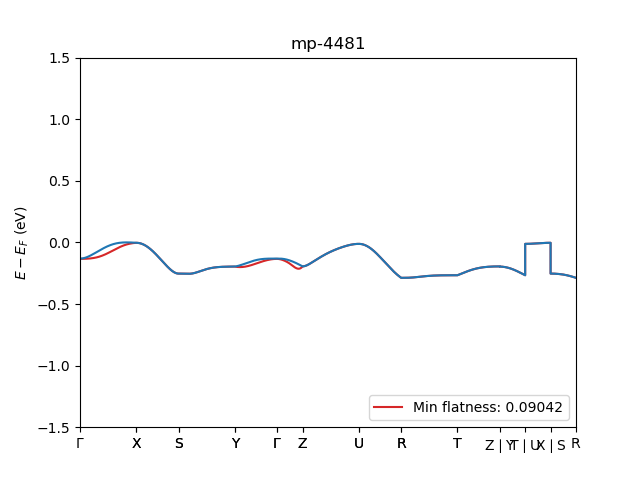 mp-4481
E − E_F (eV)
1.5
1.0
0.5
0.0
−0.5
−1.0
−1.5
Min flatness: 0.09042
Γ X S Y Γ Z U R T Z | Y T | U X | S R